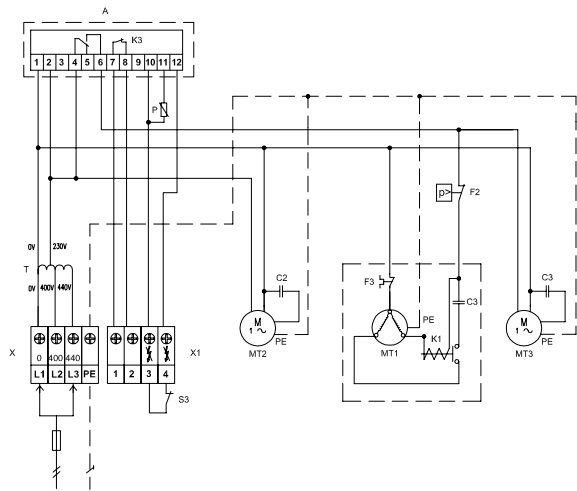 A
K3
1 2 3 4 5 6 7 8 9 10 11 12
P
p> F2
0V 230V
T
0V 400V 440V
C2
F3
C3
C3
M
1 ~
PE
MT2
PE
K1
MT1
M
1 ~
PE
MT3
X
0 400 440
L1 L2 L3 PE
1 2 3 4
X1
S3